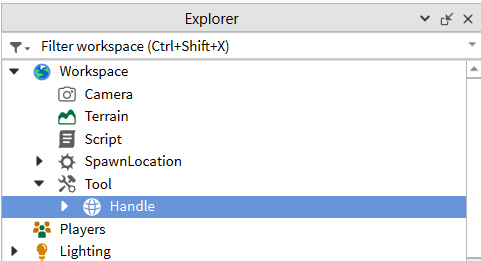 Explorer
Filter workspace (Ctrl+Shift+X)
Workspace
Camera
Terrain
Script
SpawnLocation
Tool
Handle
Players
Lighting